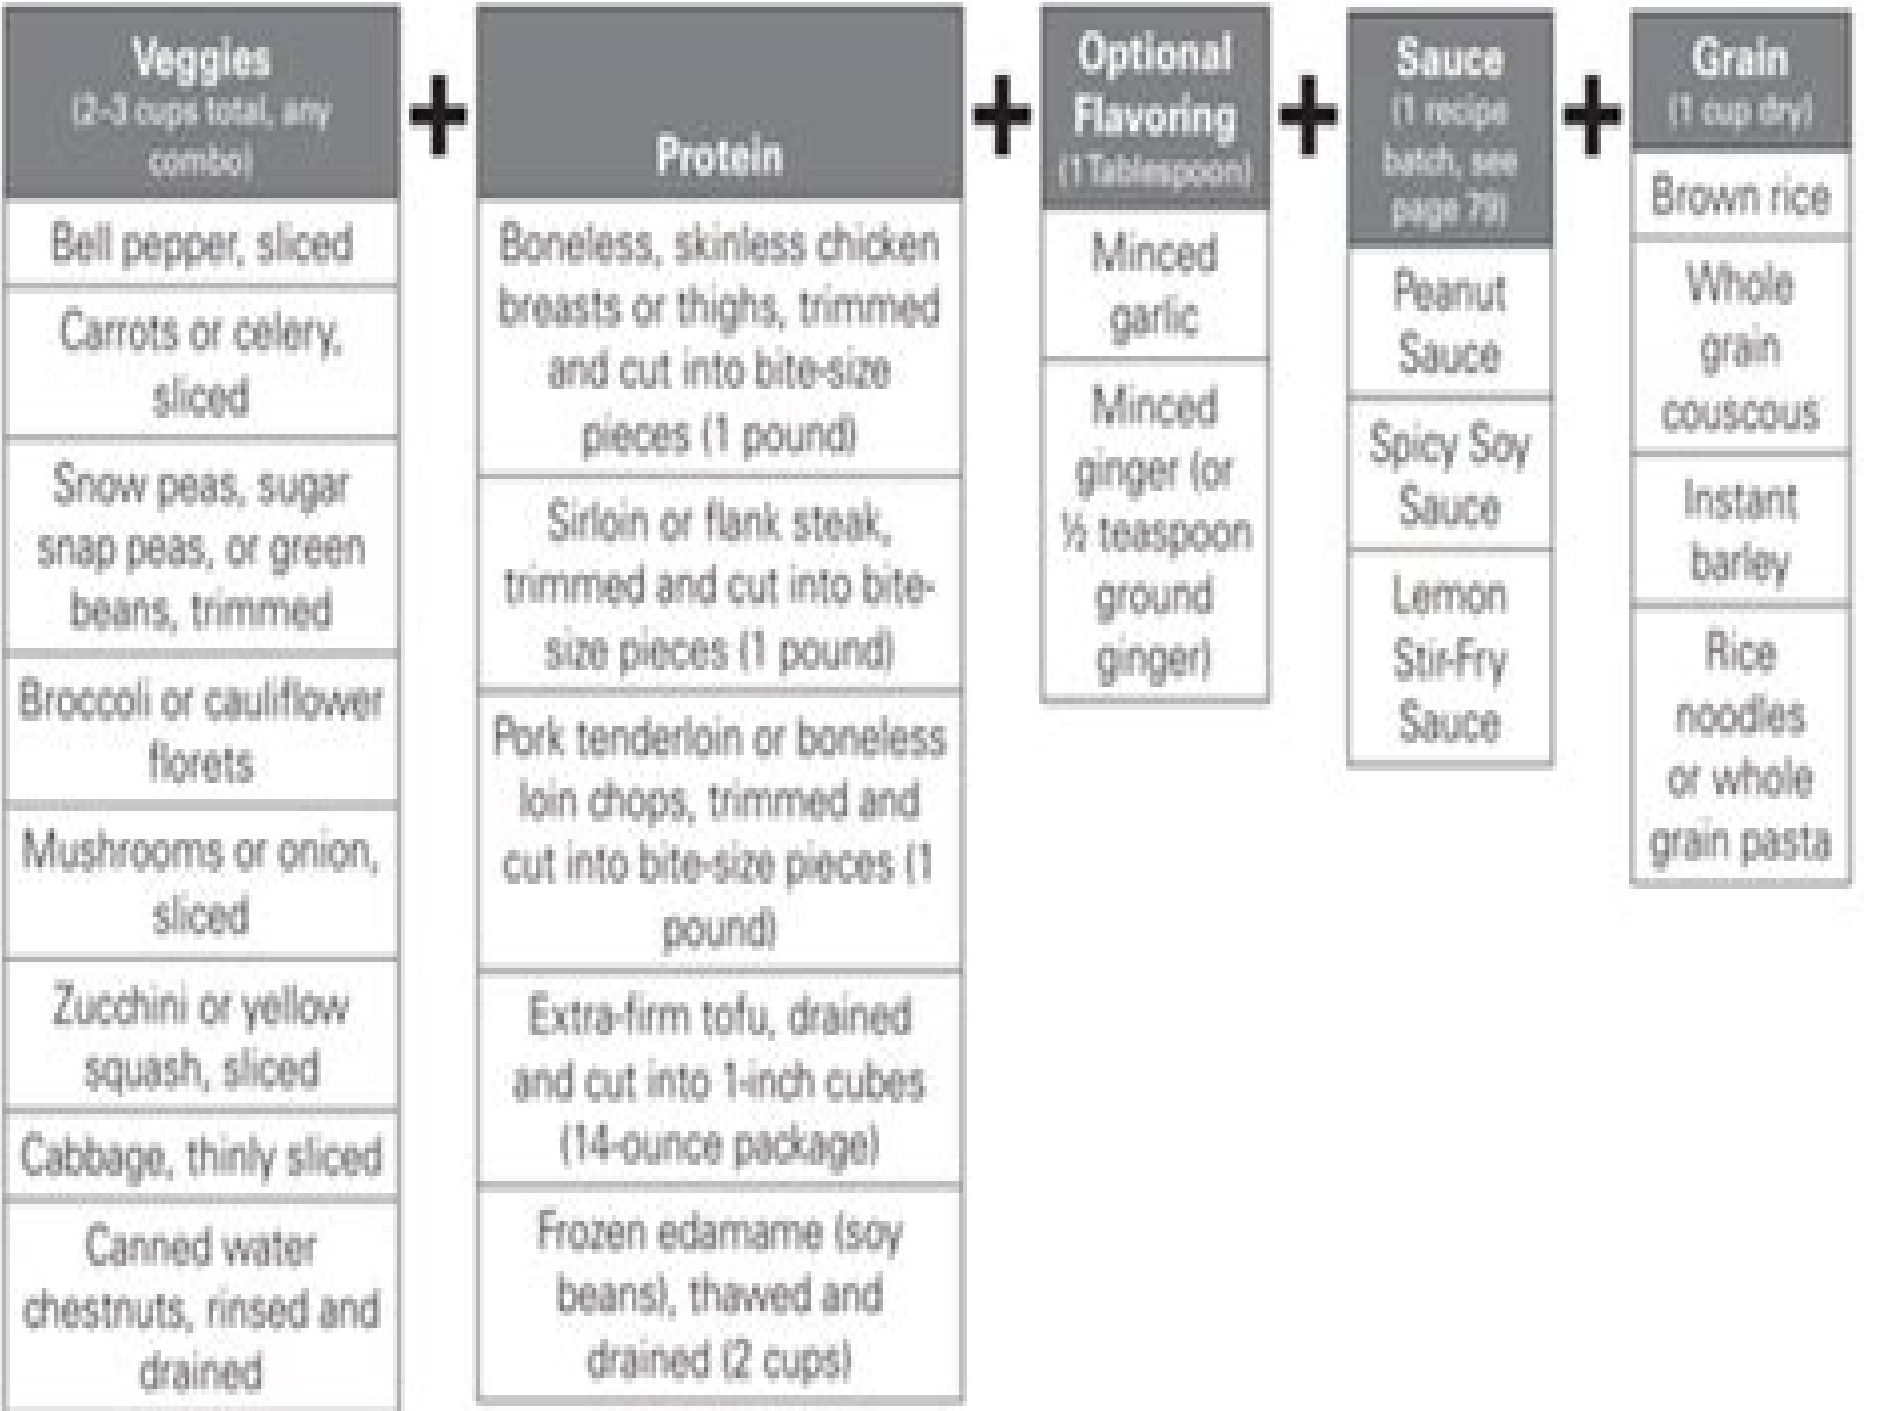 Veggies
(2–3 cups total, any
combo)
Bell pepper, sliced
Carrots or celery,
sliced
Snow peas, sugar
snap peas, or green
beans, trimmed
Broccoli or cauliflower
florets
Mushrooms or onion,
sliced
Zucchini or yellow
squash, sliced
Cabbage, thinly sliced
Canned water
chestnuts, rinsed and
drained
+
Protein
Boneless, skinless chicken
breasts or thighs, trimmed
and cut into bite-size
pieces (1 pound)
Sirloin or flank steak,
trimmed and cut into bite-
size pieces (1 pound)
Pork tenderloin or boneless
loin chops, trimmed and
cut into bite-size pieces (1
pound)
Extra-firm tofu, drained
and cut into 1-inch cubes
(14-ounce package)
Frozen edamame (soy
beans), thawed and
drained (2 cups)
+
Optional
Flavoring
(1 Tablespoon)
Minced
garlic
Minced
ginger (or
½ teaspoon
ground
ginger)
+
Sauce
(1 recipe
batch, see
page 79)
Peanut
Sauce
Spicy Soy
Sauce
Lemon
Stir-Fry
Sauce
+
Grain
(1 cup dry)
Brown rice
Whole
grain
couscous
Instant
barley
Rice
noodles
or whole
grain pasta